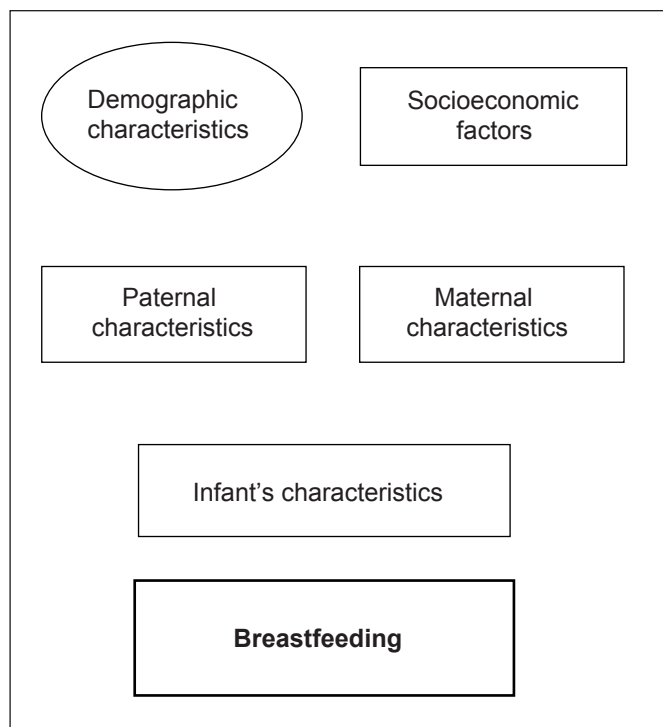 Demographic
characteristics
Socioeconomic
factors
Paternal
characteristics
Maternal
characteristics
Infant’s characteristics
Breastfeeding